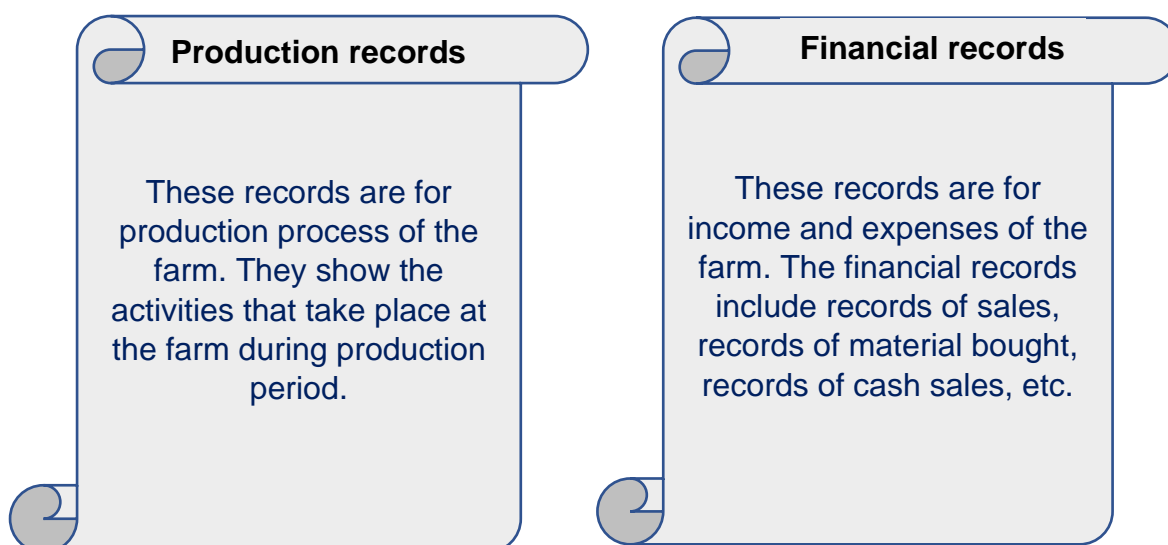 Production records
These records are for
production process of the
farm. They show the
activities that take place at
the farm during production
period.
Financial records
These records are for
income and expenses of the
farm. The financial records
include records of sales,
records of material bought,
records of cash sales, etc.